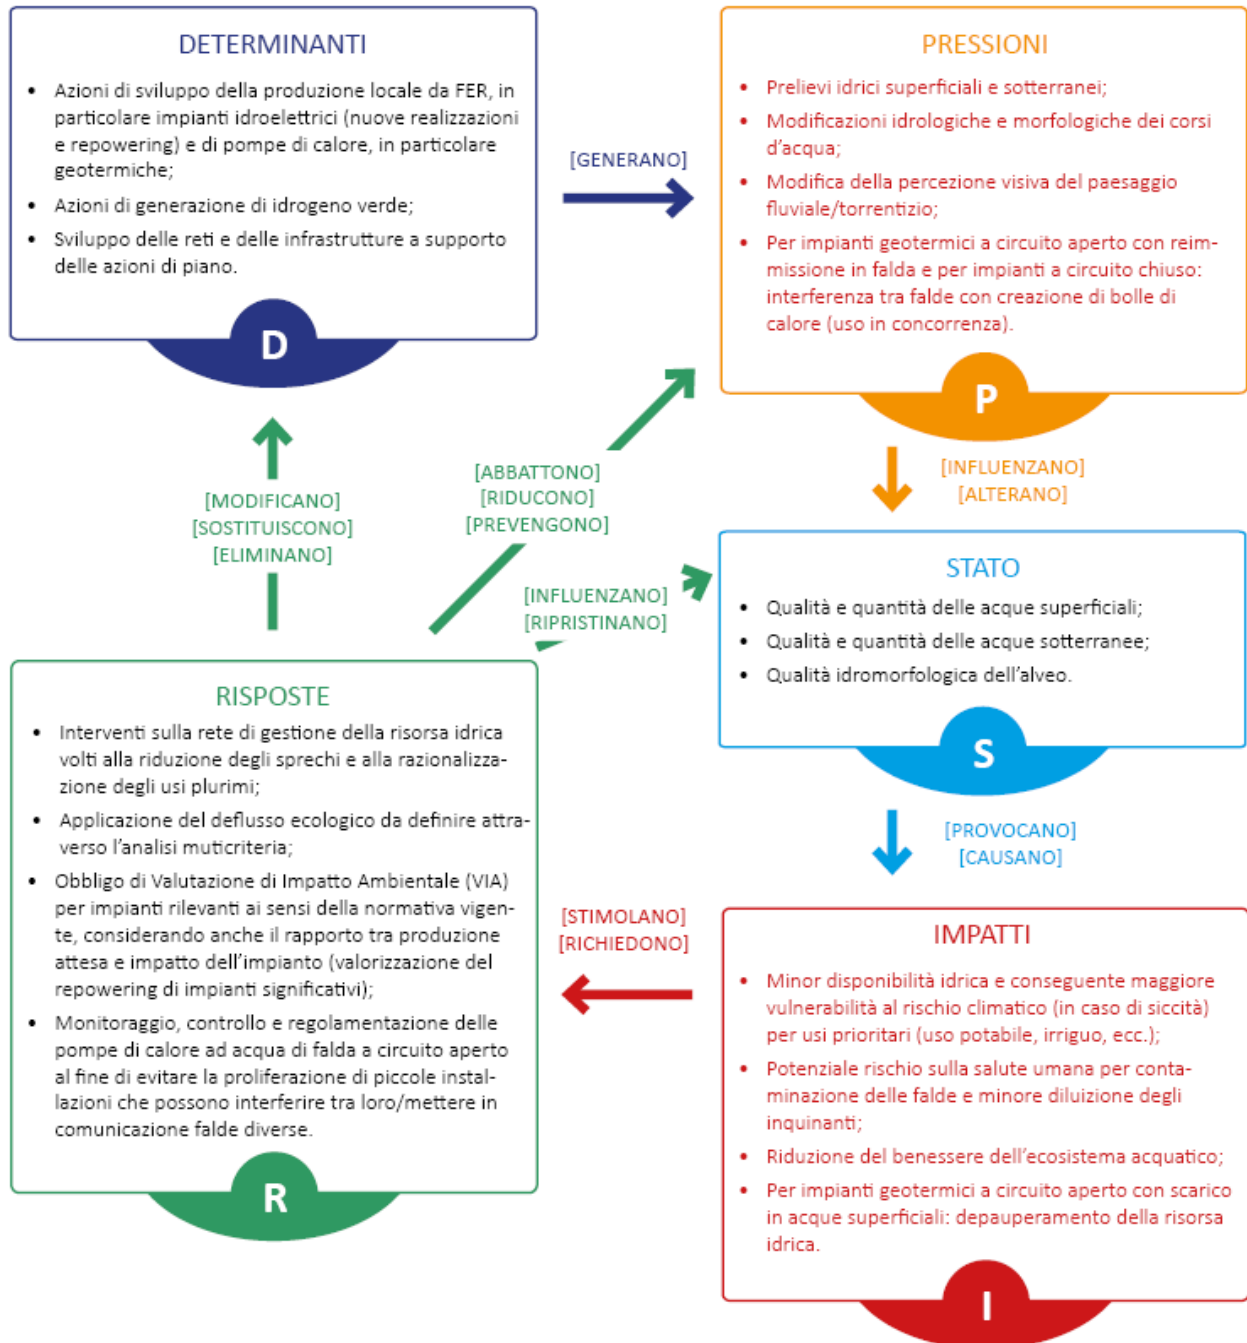 DETERMINANTI
• Azioni di sviluppo della produzione locale da FER, in
particolare impianti idroelettrici (nuove realizzazioni
e repowering) e di pompe di calore, in particolare
geotermiche;
• Azioni di generazione di idrogeno verde;
• Sviluppo delle reti e delle infrastrutture a supporto
delle azioni di piano.
D
[GENERANO]
PRESSIONI
• Prelievi idrici superficiali e sotterranei;
• Modificazioni idrologiche e morfologiche dei corsi
d'acqua;
• Modifica della percezione visiva del paesaggio
fluviale/torrentizio;
• Per impianti geotermici a circuito aperto con reim-
missione in falda e per impianti a circuito chiuso:
interferenza tra falde con creazione di bolle di
calore (uso in concorrenza).
P
[MODIFICANO]
[SOSTITUISCONO]
[ELIMINANO]
[ABBATTONO]
[RIDUCONO]
[PREVENGONO]
[INFLUENZANO]
[ALTERANO]
[INFLUENZANO]
[RIPRISTINANO]
STATO
• Qualità e quantità delle acque superficiali;
• Qualità e quantità delle acque sotterranee;
• Qualità idromorfologica dell'alveo.
S
[PROVOCANO]
[CAUSANO]
RISPOSTE
• Interventi sulla rete di gestione della risorsa idrica
volti alla riduzione degli sprechi e alla razionalizza-
zione degli usi plurimi;
• Applicazione del deflusso ecologico da definire attra-
verso l'analisi muticriteria;
• Obbligo di Valutazione di Impatto Ambientale (VIA)
per impianti rilevanti ai sensi della normativa vigen-
te, considerando anche il rapporto tra produzione
attesa e impatto dell'impianto (valorizzazione del
repowering di impianti significativi);
• Monitoraggio, controllo e regolamentazione delle
pompe di calore ad acqua di falda a circuito aperto
al fine di evitare la proliferazione di piccole instal-
lazioni che possono interferire tra loro/mettere in
comunicazione falde diverse.
R
[STIMOLANO]
[RICHIEDONO]
IMPATTI
• Minor disponibilità idrica e conseguente maggiore
vulnerabilità al rischio climatico (in caso di siccità)
per usi prioritari (uso potabile, irriguo, ecc.);
• Potenziale rischio sulla salute umana per conta-
minazione delle falde e minore diluizione degli
inquinanti;
• Riduzione del benessere dell'ecosistema acquatico;
• Per impianti geotermici a circuito aperto con scarico
in acque superficiali: depauperamento della risorsa
idrica.
I